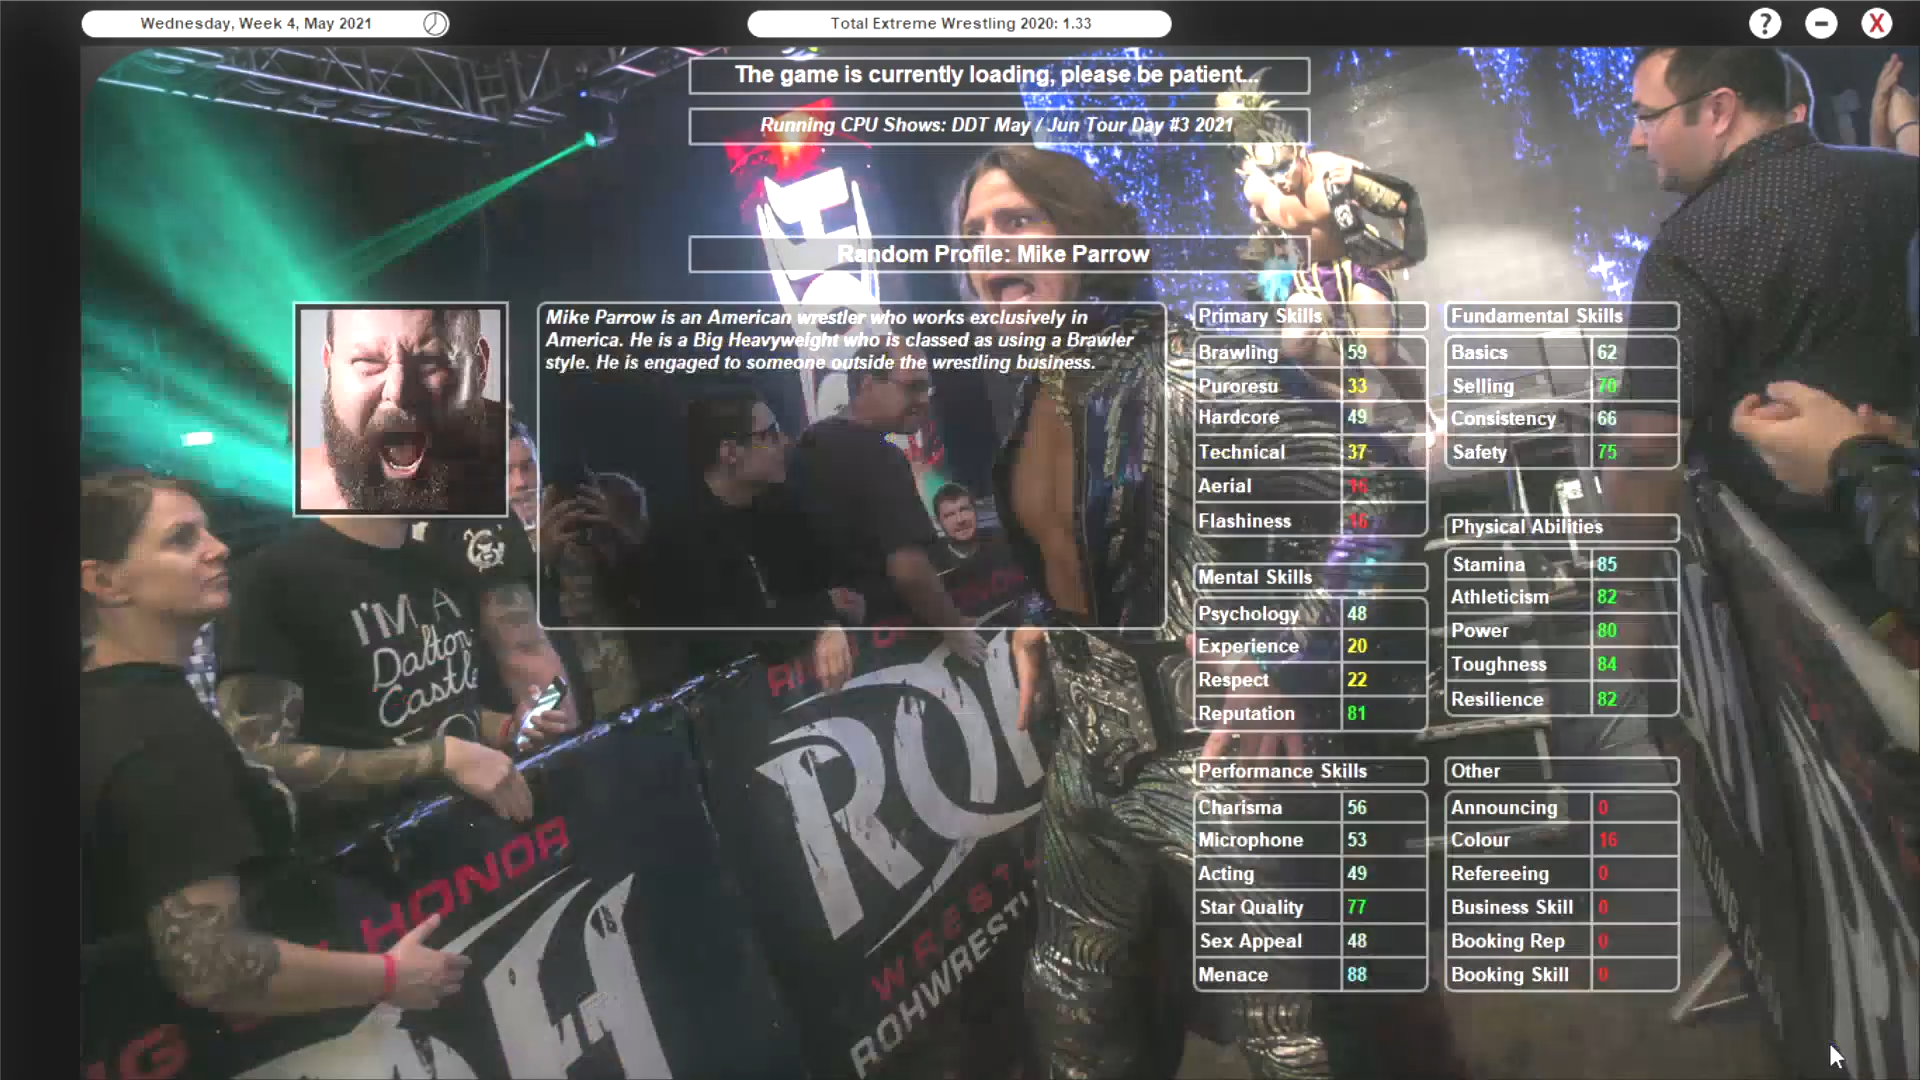 Wednesday, Week 4, May 2021
Total Extreme Wrestling 2020: 1.33
?
X
The game is currently loading, please be patient...
Running CPU Shows: DDT May / Jun Tour Day #3 2021
Random Profile: Mike Parrow
Mike Parrow is an American wrestler who works exclusively in
America. He is a Big Heavyweight who is classed as using a Brawler
style. He is engaged to someone outside the wrestling business.
Primary Skills
Brawling 59
Puroresu 33
Hardcore 49
Technical 37
Aerial 16
Flashiness 16
Mental Skills
Psychology 48
Experience 20
Respect 22
Reputation 81
Performance Skills
Charisma 56
Microphone 53
Acting 49
Star Quality 77
Sex Appeal 48
Menace 88
Fundamental Skills
Basics 62
Selling 70
Consistency 66
Safety 75
Physical Abilities
Stamina 85
Athleticism 82
Power 80
Toughness 84
Resilience 82
Other
Announcing 0
Colour 16
Refereeing 0
Business Skill 0
Booking Rep 0
Booking Skill 0
I'M A
Dalton
Castle
HONOR